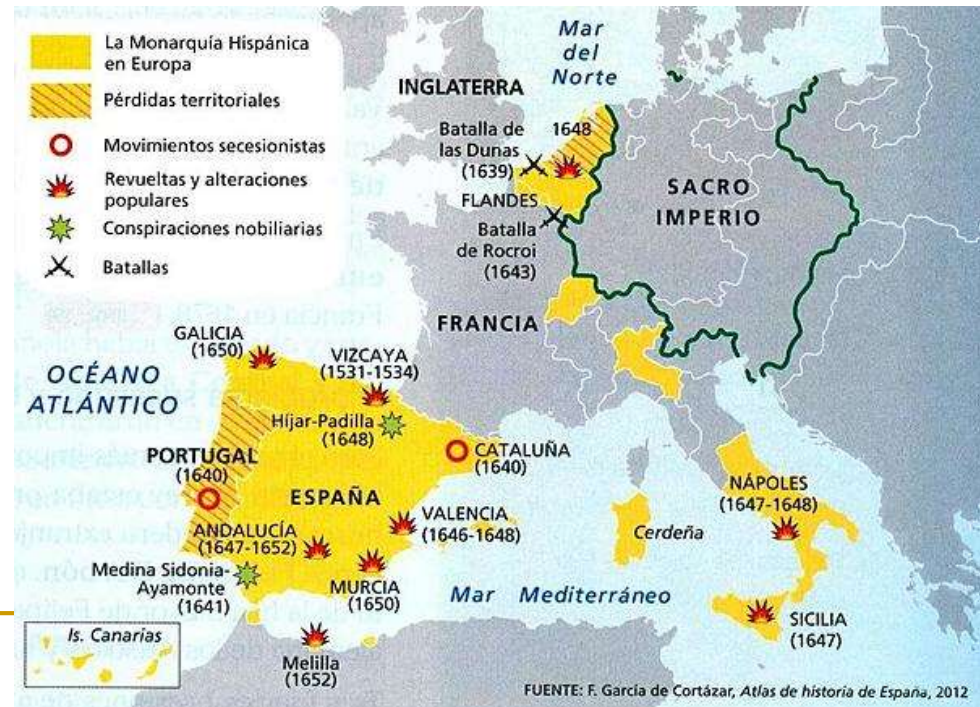 La Monarquía Hispánica
en Europa
Pérdidas territoriales
Movimientos secesionistas
Revueltas y alteraciones
populares
Conspiraciones nobiliarias
Batallas
Mar
del
Norte
INGLATERRA
Batalla de
las Dunas
(1639)
1648
FLANDES
Batalla
de Rocroi
(1643)
SACRO
IMPERIO
FRANCIA
OCÉANO
ATLÁNTICO
GALICIA
(1650)
VIZCAYA
(1531-1534)
Híjar-Padilla
(1648)
CATALUÑA
(1640)
PORTUGAL
(1640)
ESPAÑA
NÁPOLES
(1647-1648)
ANDALUCÍA
(1647-1652)
VALENCIA
(1646-1648)
Cerdeña
Medina Sidonia-
Ayamonte
(1641)
MURCIA
(1650)
Mar Mediterráneo
SICILIA
(1647)
Is. Canarias
Melilla
(1652)
FUENTE: F. García de Cortázar, Atlas de historia de España, 2012